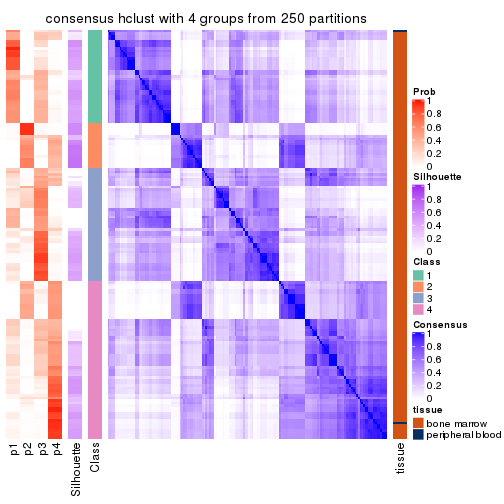 consensus hclust with 4 groups from 250 partitions
Prob
1
0.8
0.6
0.4
0.2
0
Silhouette
1
0.8
0.6
0.4
0.2
0
Class
1
2
3
4
Consensus
1
0.8
0.6
0.4
0.2
0
tissue
bone marrow
peripheral blood
p1
p2
p3
p4
Silhouette
Class
tissue